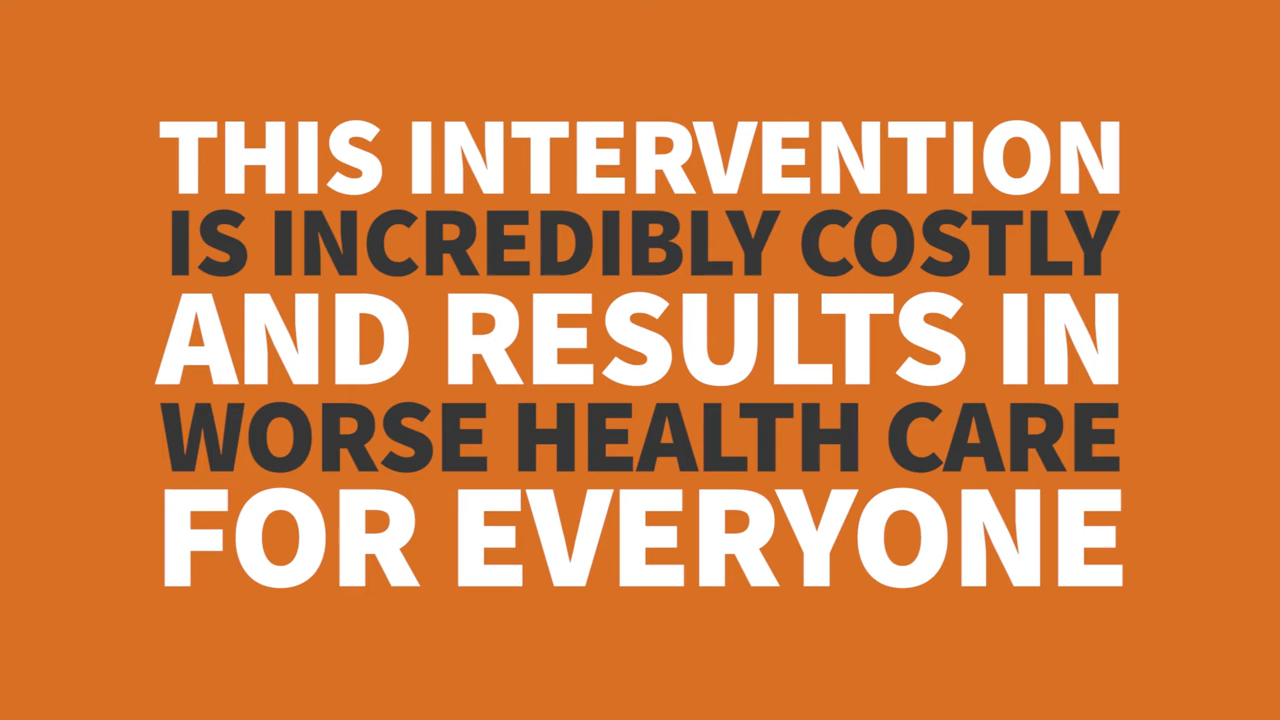 THIS INTERVENTION
IS INCREDIBLY COSTLY
AND RESULTS IN
WORSE HEALTH CARE
FOR EVERYONE